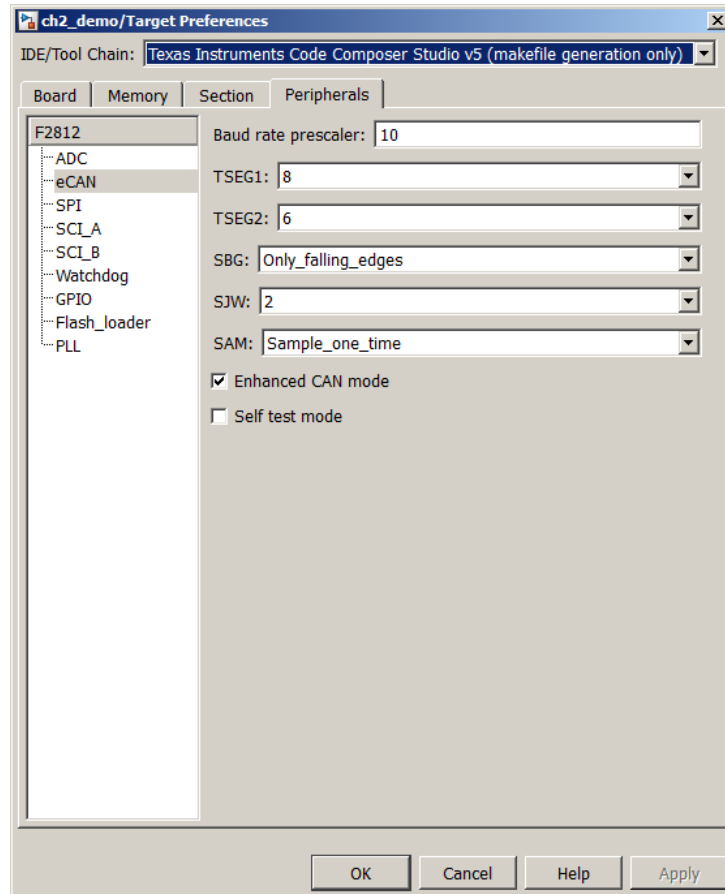 ch2_demo/Target Preferences
IDE/Tool Chain: Texas Instruments Code Composer Studio v5 (makefile generation only)
Board Memory Section Peripherals
F2812
ADC
eCAN
SPI
SCI_A
SCI_B
Watchdog
GPIO
Flash_loader
PLL
Baud rate prescaler: 10
TSEG1: 8
TSEG2: 6
SBG: Only_falling_edges
SJW: 2
SAM: Sample_one_time
Enhanced CAN mode
Self test mode
OK Cancel Help Apply